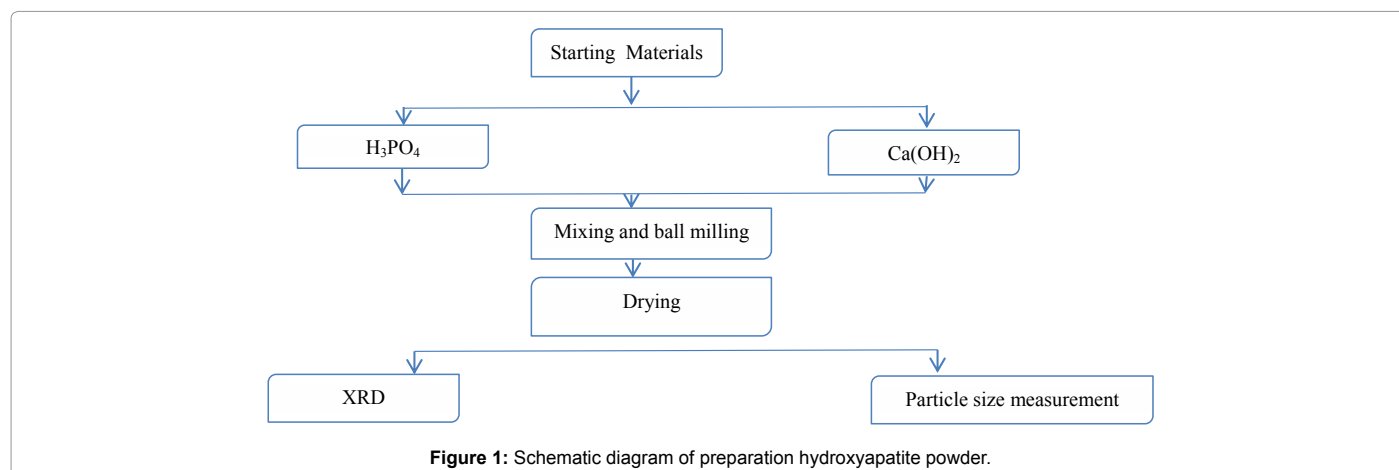 Starting Materials
H₃PO₄
Ca(OH)₂
Mixing and ball milling
Drying
XRD
Particle size measurement
Figure 1: Schematic diagram of preparation hydroxyapatite powder.